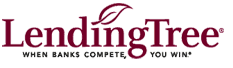 LendingTree®
WHEN BANKS COMPETE, YOU WIN.®